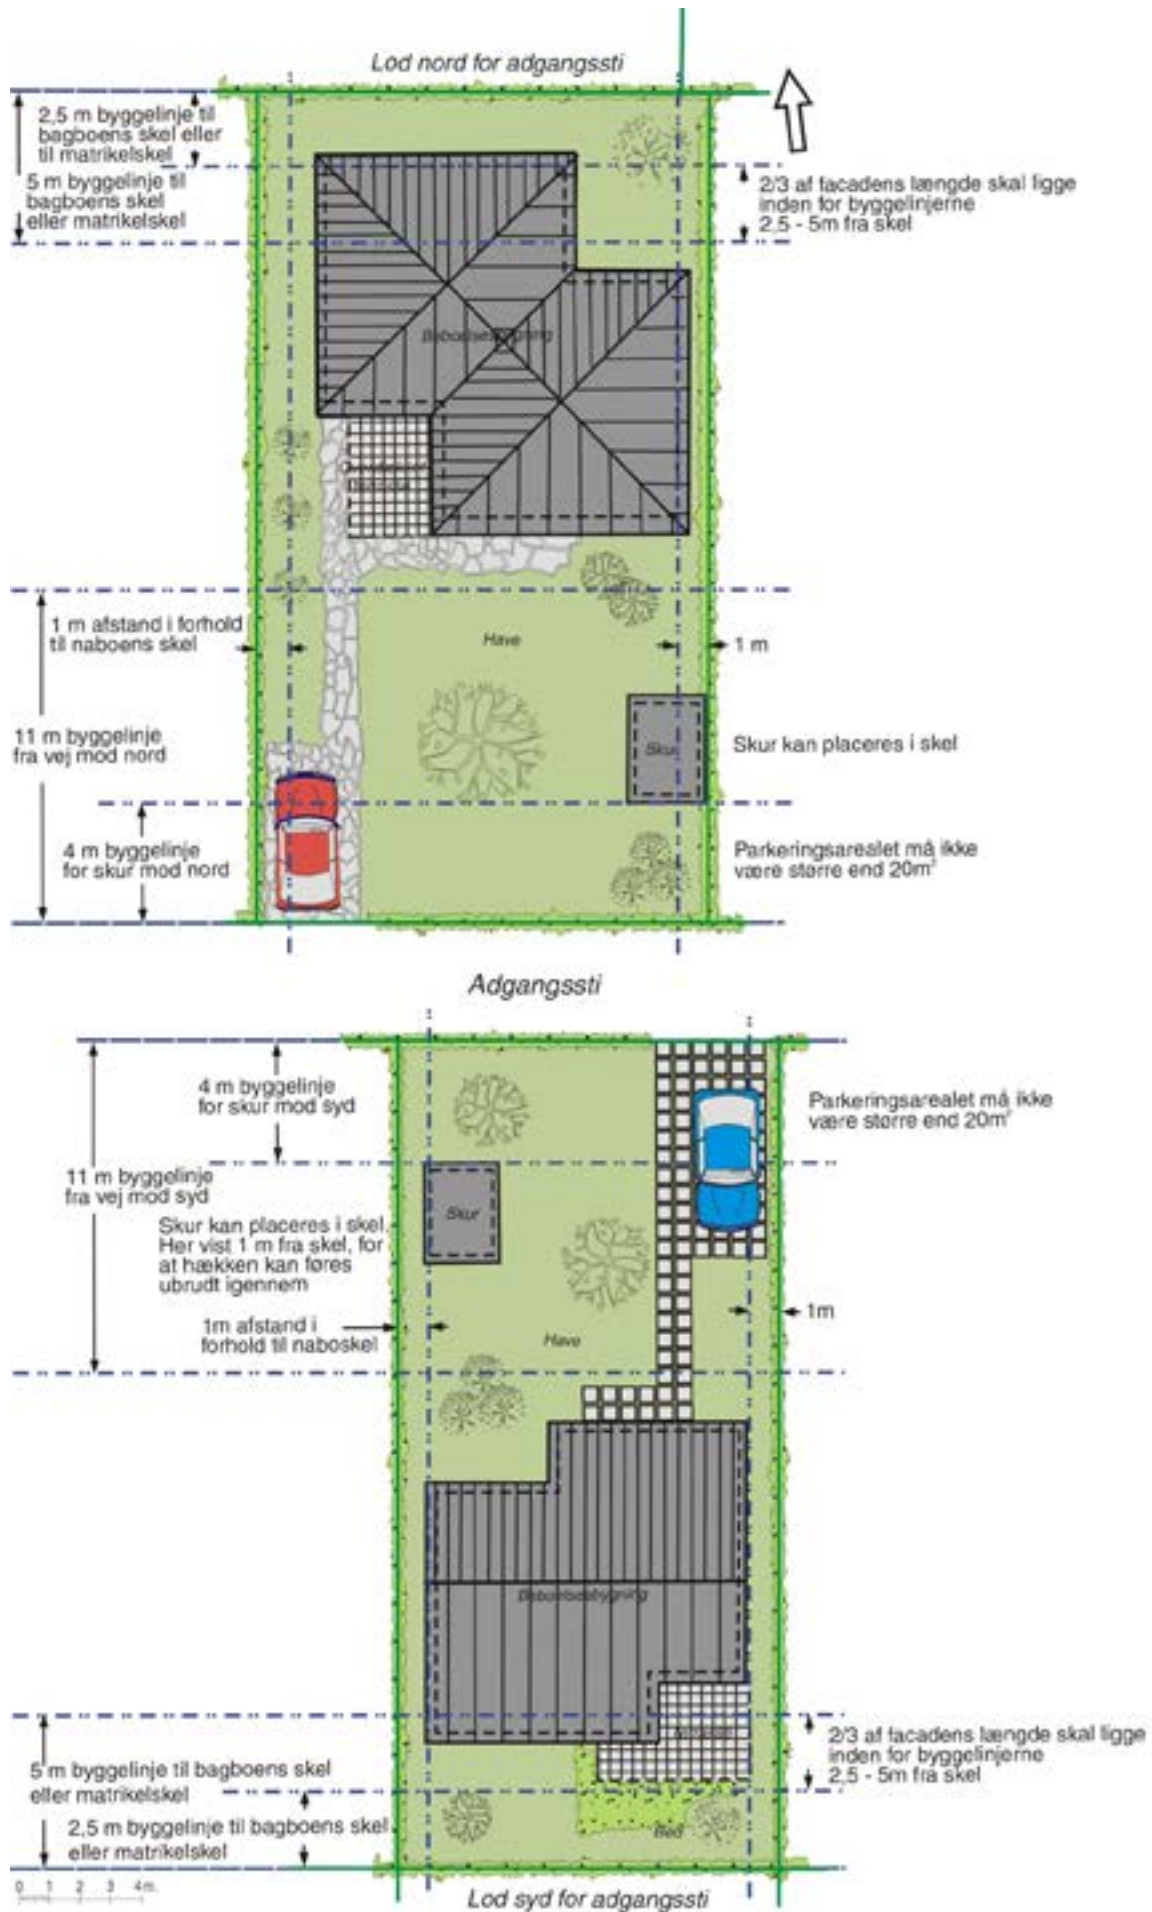 Lod nord for adgangssti
2,5 m byggelinje til
bagboens skel eller
til matrikelskel
5 m byggelinje til
bagboens skel
eller matrikelskel
2/3 af facadens længde skal ligge
inden for byggelinjerne
2,5 - 5m fra skel
Beboelsesbygning
1 m afstand i forhold
til naboens skel
Have
1 m
11 m byggelinje
fra vej mod nord
Skur
Skur kan placeres i skel
4 m byggelinje
for skur mod nord
Parkeringsarealet må ikke
være større end 20m²
Adgangssti
4 m byggelinje
for skur mod syd
Parkeringsarealet må ikke
være større end 20m²
11 m byggelinje
fra vej mod syd
Skur
Skur kan placeres i skel.
Her vist 1 m fra skel, for
at hækken kan føres
ubrudt igennem
1m afstand i
forhold til naboskel
Have
1m
Beboelsesbygning
2/3 af facadens længde skal ligge
inden for byggelinjerne
2,5 - 5m fra skel
5 m byggelinje til bagboens skel
eller matrikelskel
2,5 m byggelinje til bagboens skel
eller matrikelskel
Bed
0 1 2 3 4m.
Lod syd for adgangssti